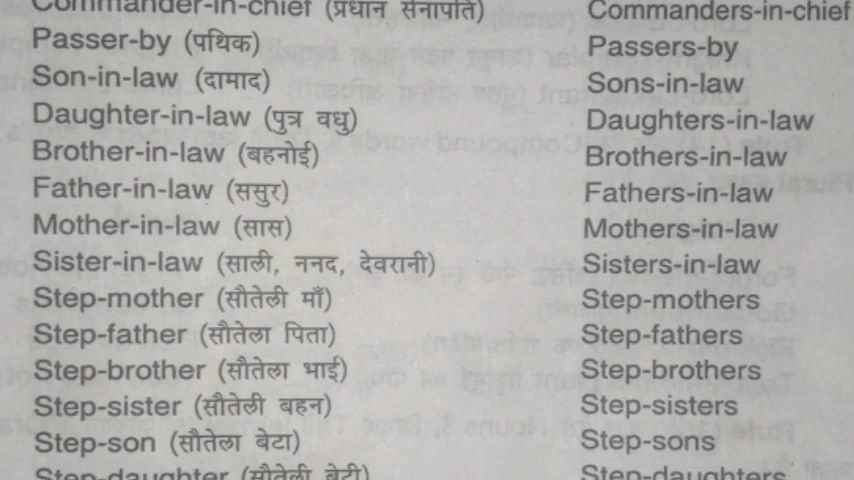 Commander-in-chief (प्रधान सेनापति) Commanders-in-chief
Passer-by (पथिक) Passers-by
Son-in-law (दामाद) Sons-in-law
Daughter-in-law (पुत्र वधु) Daughters-in-law
Brother-in-law (बहनोई) Brothers-in-law
Father-in-law (ससुर) Fathers-in-law
Mother-in-law (सास) Mothers-in-law
Sister-in-law (साली, ननद, देवरानी) Sisters-in-law
Step-mother (सौतेली माँ) Step-mothers
Step-father (सौतेला पिता) Step-fathers
Step-brother (सौतेला भाई) Step-brothers
Step-sister (सौतेली बहन) Step-sisters
Step-son (सौतेला बेटा) Step-sons
Step-daughter (सौतेली बेटी) Step-daughters